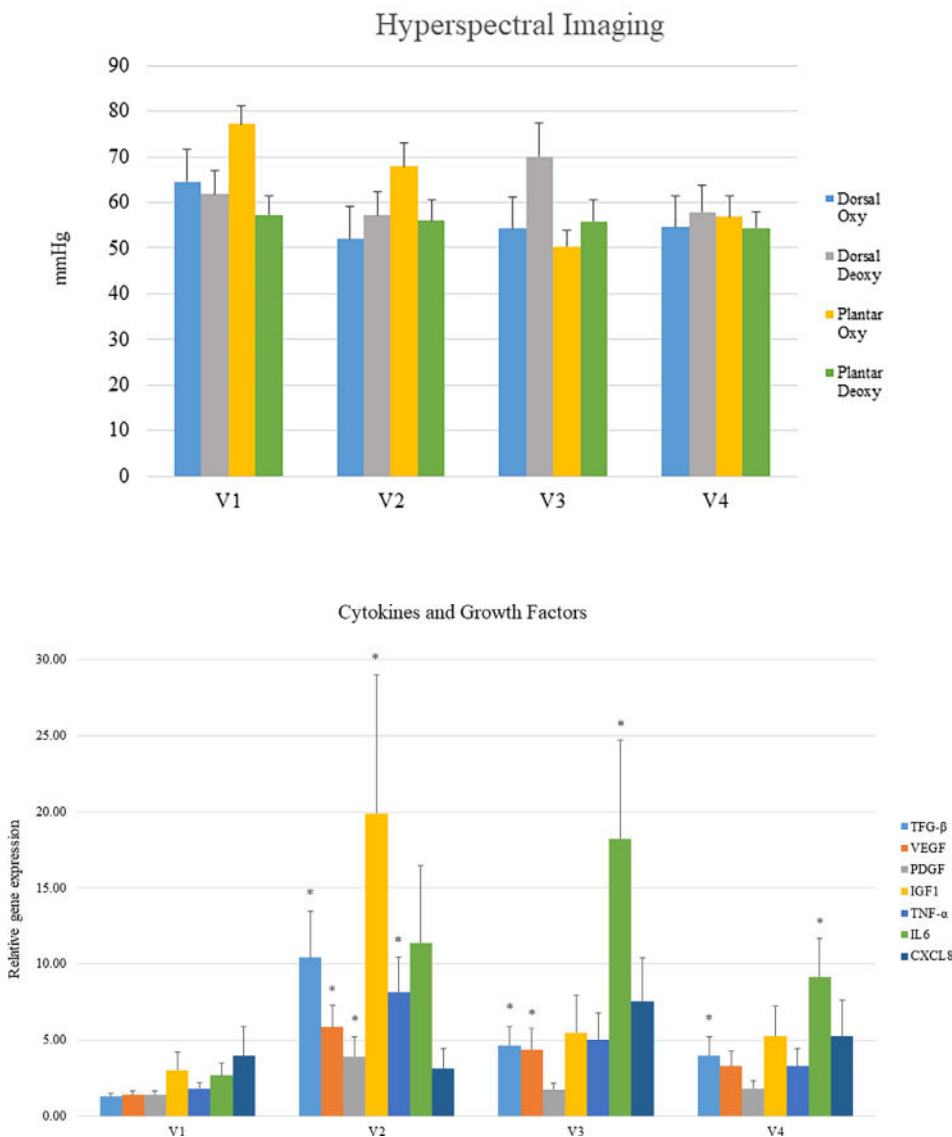 Hyperspectral Imaging
90
80
70
60
50
40
30
20
10
0
mmHg
V1 V2 V3 V4
Dorsal
Oxy
Dorsal
Deoxy
Plantar
Oxy
Plantar
Deoxy
Cytokines and Growth Factors
30.00
25.00
20.00
15.00
10.00
5.00
0.00
Relative gene expression
* * * * * * * * * *
V1 V2 V3 V4
TFG-β
VEGF
PDGF
IGF1
TNF-α
IL6
CXCL8